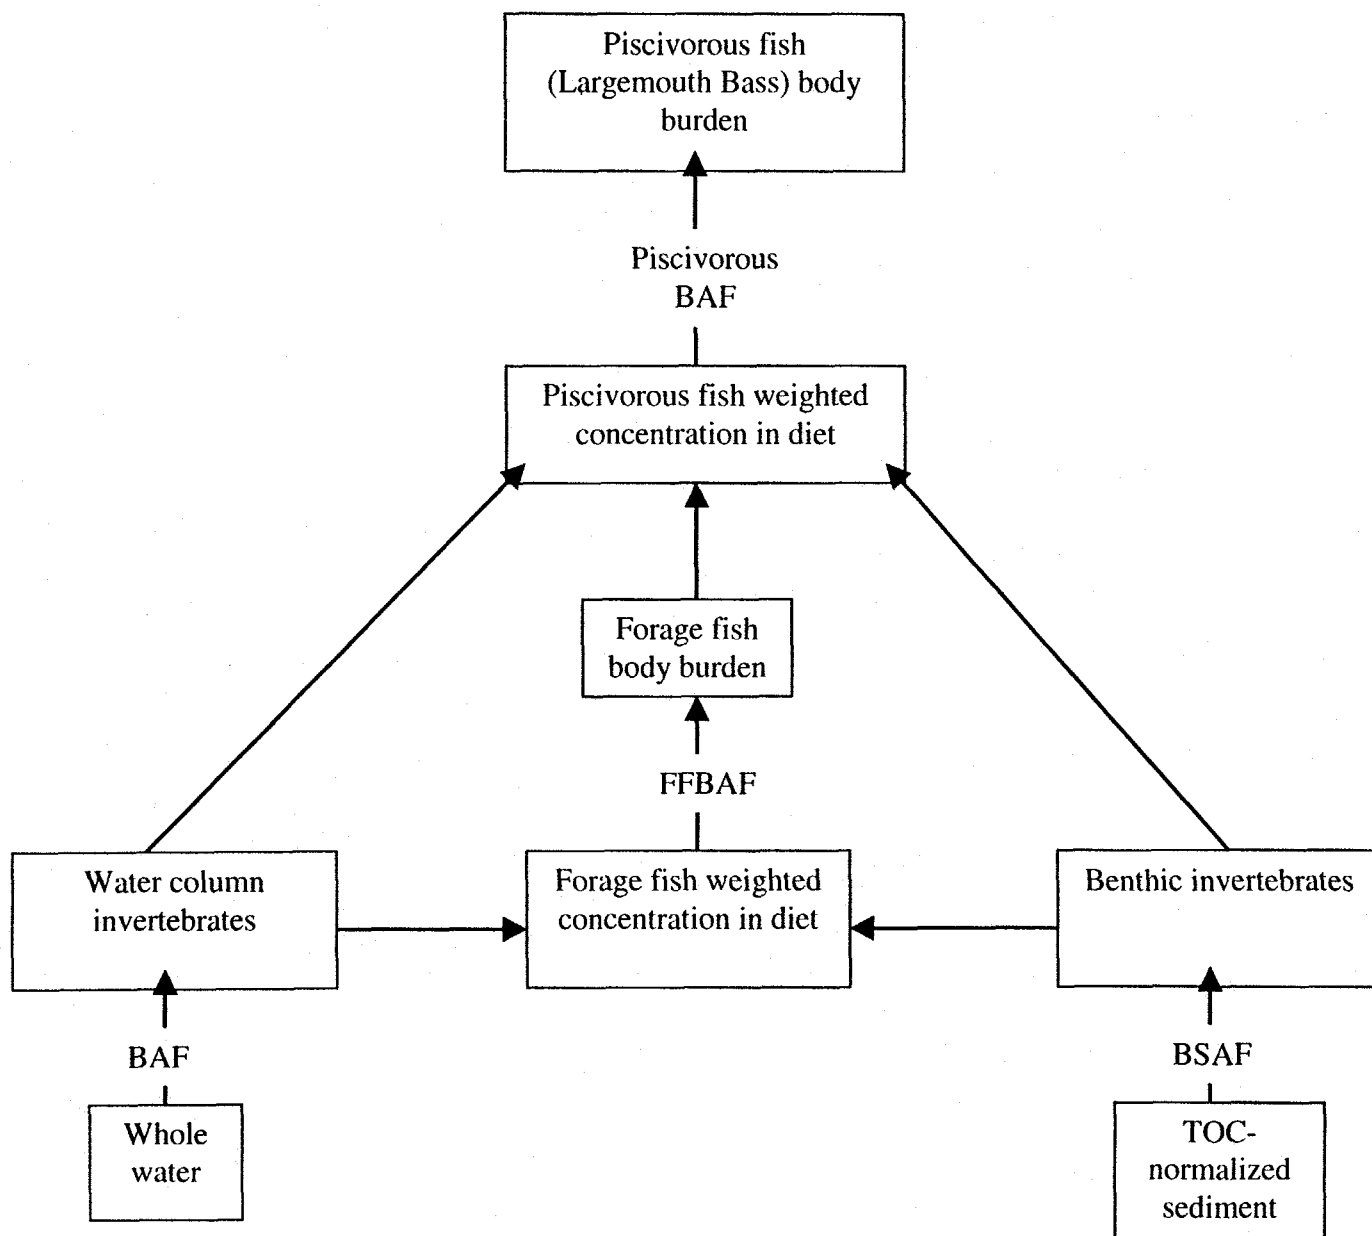 Piscivorous fish
(Largemouth Bass) body
burden
Piscivorous
BAF
Piscivorous fish weighted
concentration in diet
Forage fish
body burden
FFBAF
Water column
invertebrates
Forage fish weighted
concentration in diet
Benthic invertebrates
BAF
BSAF
Whole
water
TOC-
normalized
sediment